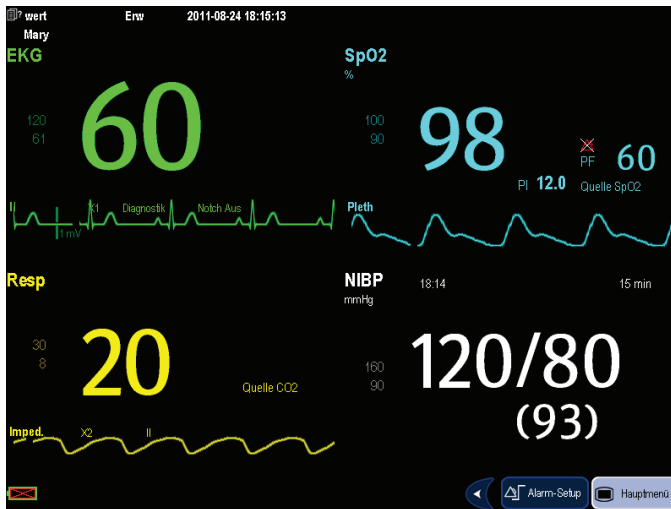 ? wert Erw 2011-08-24 18:15:13
Mary
EKG
120
61
60
II X1 Diagnostik Notch Aus
1 mV
SpO2
%
100
90
98
PF 60
PI 12.0 Quelle SpO2
Pleth
Resp
30
8
20
Quelle CO2
Imped. X2 II
NIBP 18:14 15 min
mmHg
160
90
120/80
(93)
Alarm-Setup Hauptmenü